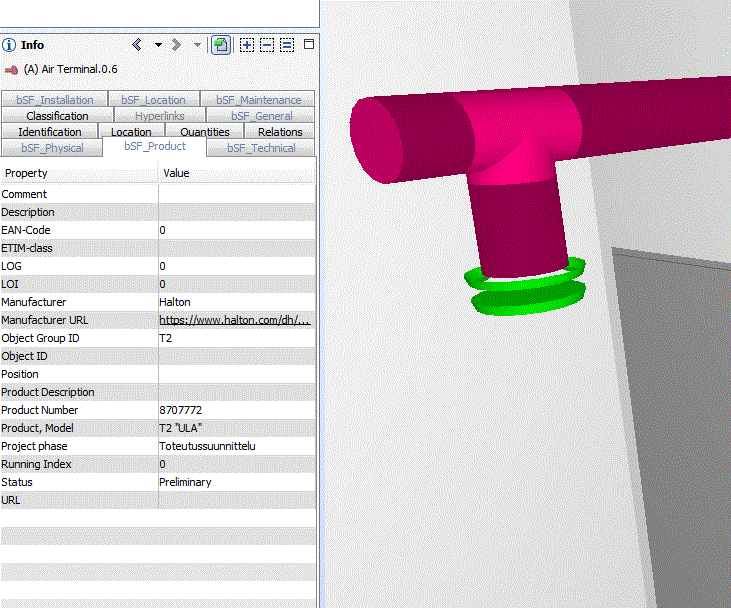 Info
(A) Air Terminal.0.6
bSF_Installation bSF_Location bSF_Maintenance
Classification Hyperlinks bSF_General
Identification Location Quantities Relations
bSF_Physical bSF_Product bSF_Technical
Property Value
Comment
Description
EAN-Code 0
ETIM-class
LOG 0
LOI 0
Manufacturer Halton
Manufacturer URL https://www.halton.com/dh/...
Object Group ID T2
Object ID
Position
Product Description
Product Number 8707772
Product, Model T2 "ULA"
Project phase Toteutussuunnittelu
Running Index 0
Status Preliminary
URL